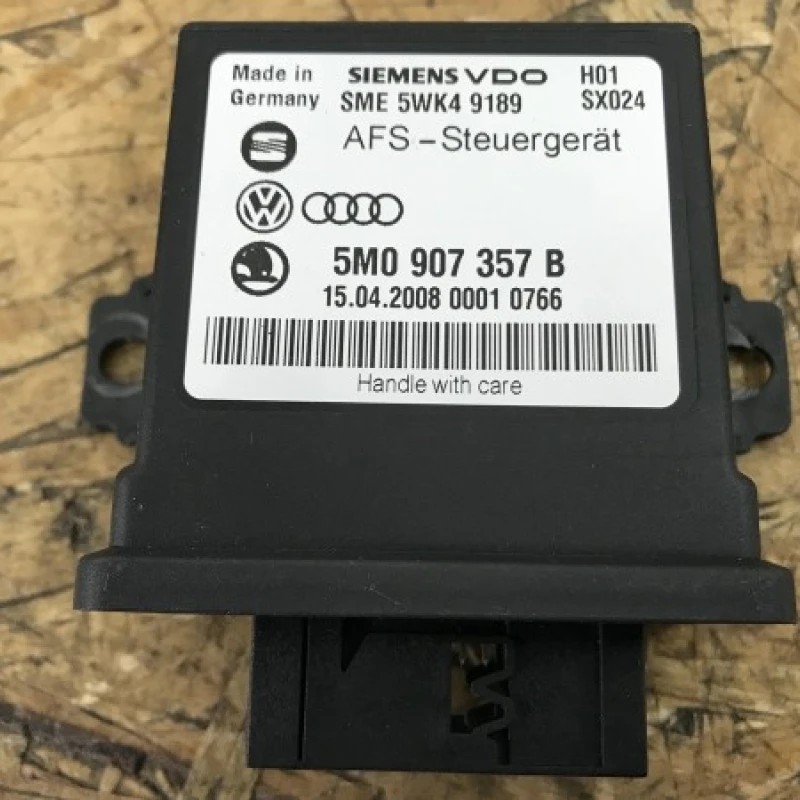 Made in SIEMENS VDO H01
Germany SME 5WK4 9189 SX024
AFS-Steuergerät
5M0 907 357 B
15.04.2008 0001 0766
Handle with care